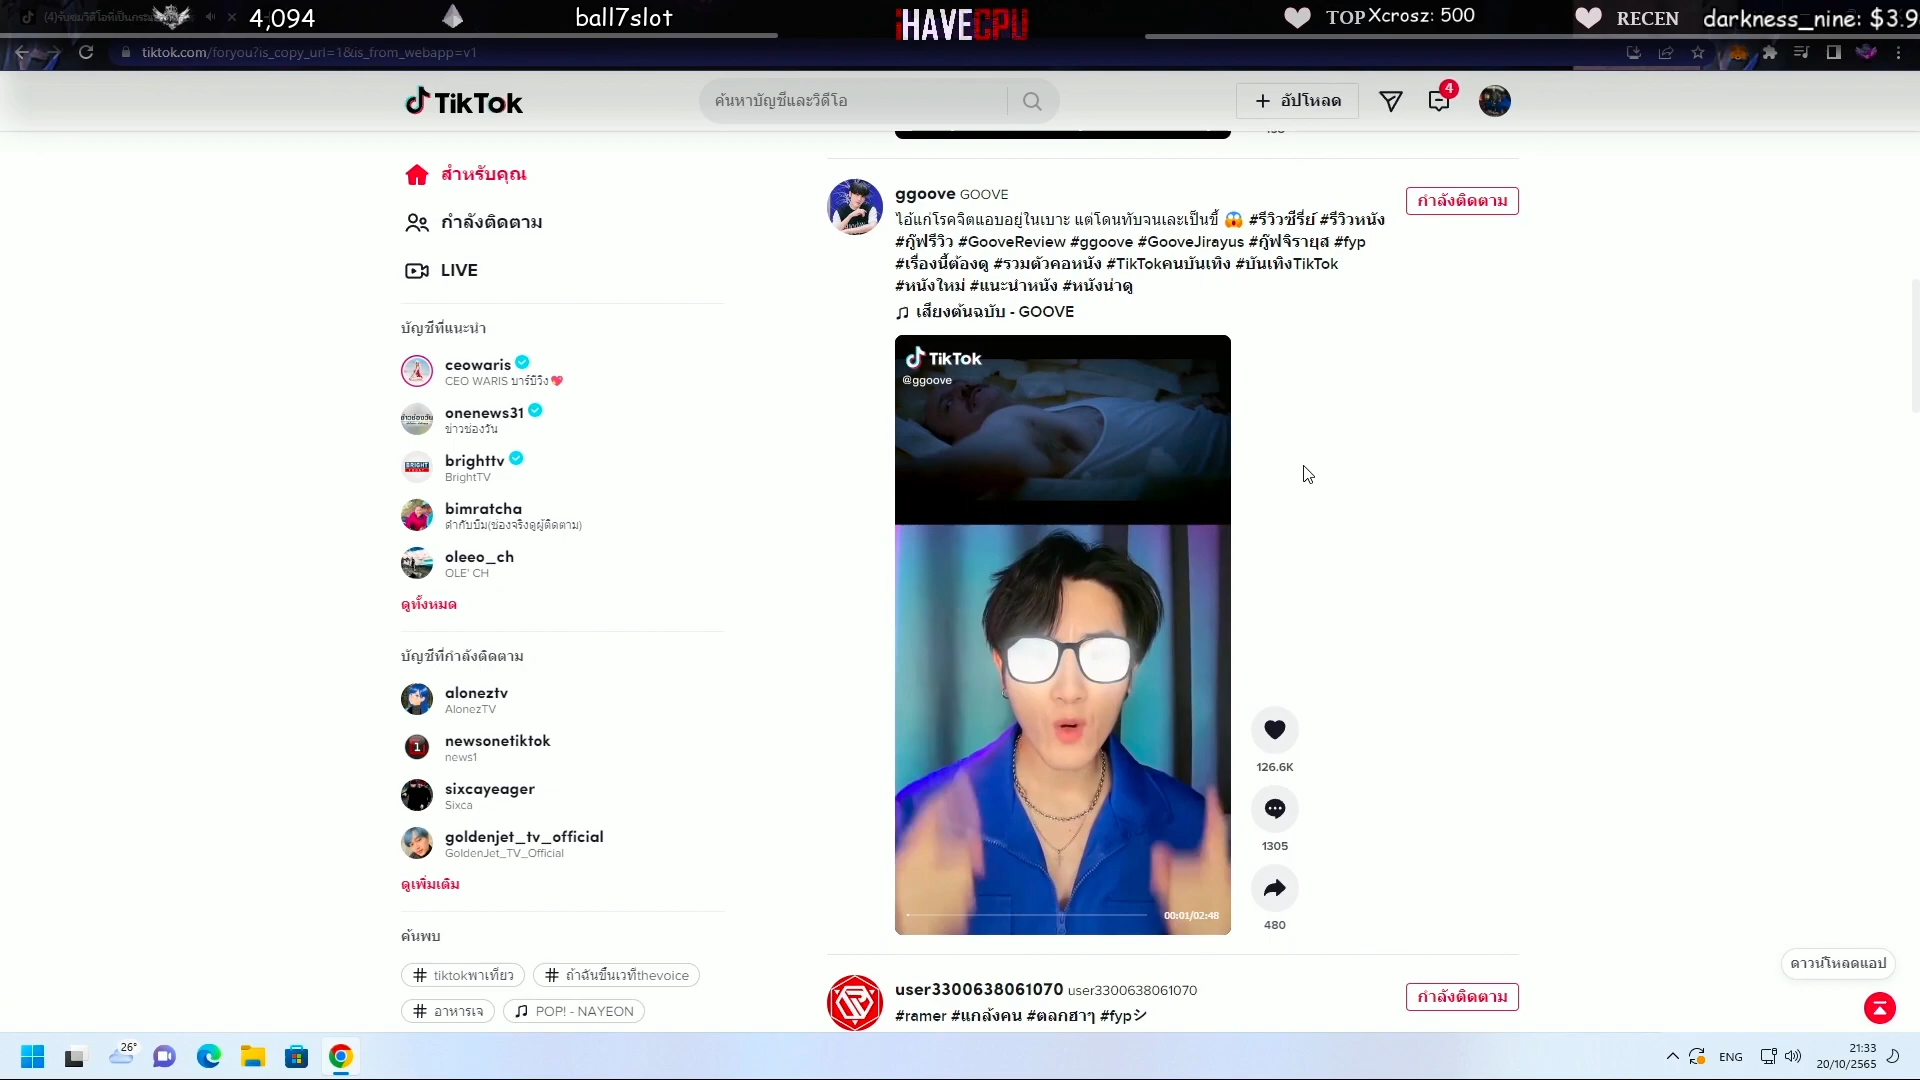 (4)รับชมวิดีโอที่เป็นกระแส
4,094
ball7slot
iHAVECPU
TOP Xcrosz: 500
RECEN
darkness_nine: $3.9
tiktok.com/foryou?is_copy_url=1&is_from_webapp=v1
TikTok
ค้นหาบัญชีและวิดีโอ
+ อัปโหลด
4
สำหรับคุณ
กำลังติดตาม
LIVE
บัญชีที่แนะนำ
ceowaris
CEO WARIS บาร์บี้วิ้ง💖
onenews31
ข่าวช่องวัน
brighttv
BrightTV
bimratcha
ดำกับบีม(ช่องจริงดูผู้ติดตาม)
oleeo_ch
OLE' CH
ดูทั้งหมด
บัญชีที่กำลังติดตาม
aloneztv
AlonezTV
newsonetiktok
news1
sixcayeager
Sixca
goldenjet_tv_official
GoldenJet_TV_Official
ดูเพิ่มเติม
ค้นพบ
# tiktokพาเที่ยว
# ถ้าฉันขึ้นเวทีthevoice
# อาหารเจ
POP! - NAYEON
ggoove GOOVE
กำลังติดตาม
ไอ้แก่โรคจิตแอบอยู่ในเบาะ แต่โดนทับจนเละเป็นขี้ 😱 #รีวิวซีรี่ย์ #รีวิวหนัง
#กู๊ฟรีวิว #GooveReview #ggoove #GooveJirayus #กู๊ฟจิรายุส #fyp
#เรื่องนี้ต้องดู #รวมตัวคอหนัง #TikTokคนบันเทิง #บันเทิงTikTok
#หนังใหม่ #แนะนำหนัง #หนังน่าดู
♫ เสียงต้นฉบับ - GOOVE
TikTok
@ggoove
00:01/02:48
126.6K
1305
480
user3300638061070 user3300638061070
กำลังติดตาม
#ramer #แกล้งคน #ตลกฮาๆ #fypシ
ดาวน์โหลดแอป
26°
ENG
21:33
20/10/2565